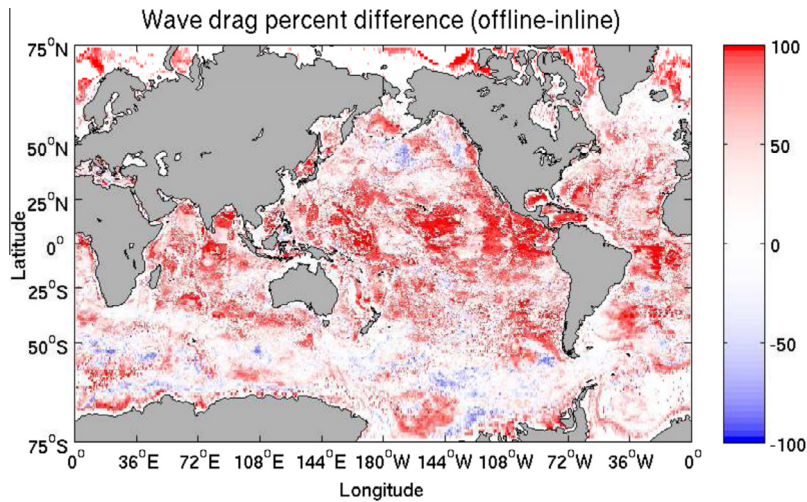 Wave drag percent difference (offline-inline)
75°N
50°N
25°N
0°
25°S
50°S
75°S
Latitude
0°
36°E
72°E
108°E
144°E
180°W
144°W
108°W
72°W
36°W
0°
Longitude
100
50
0
-50
-100